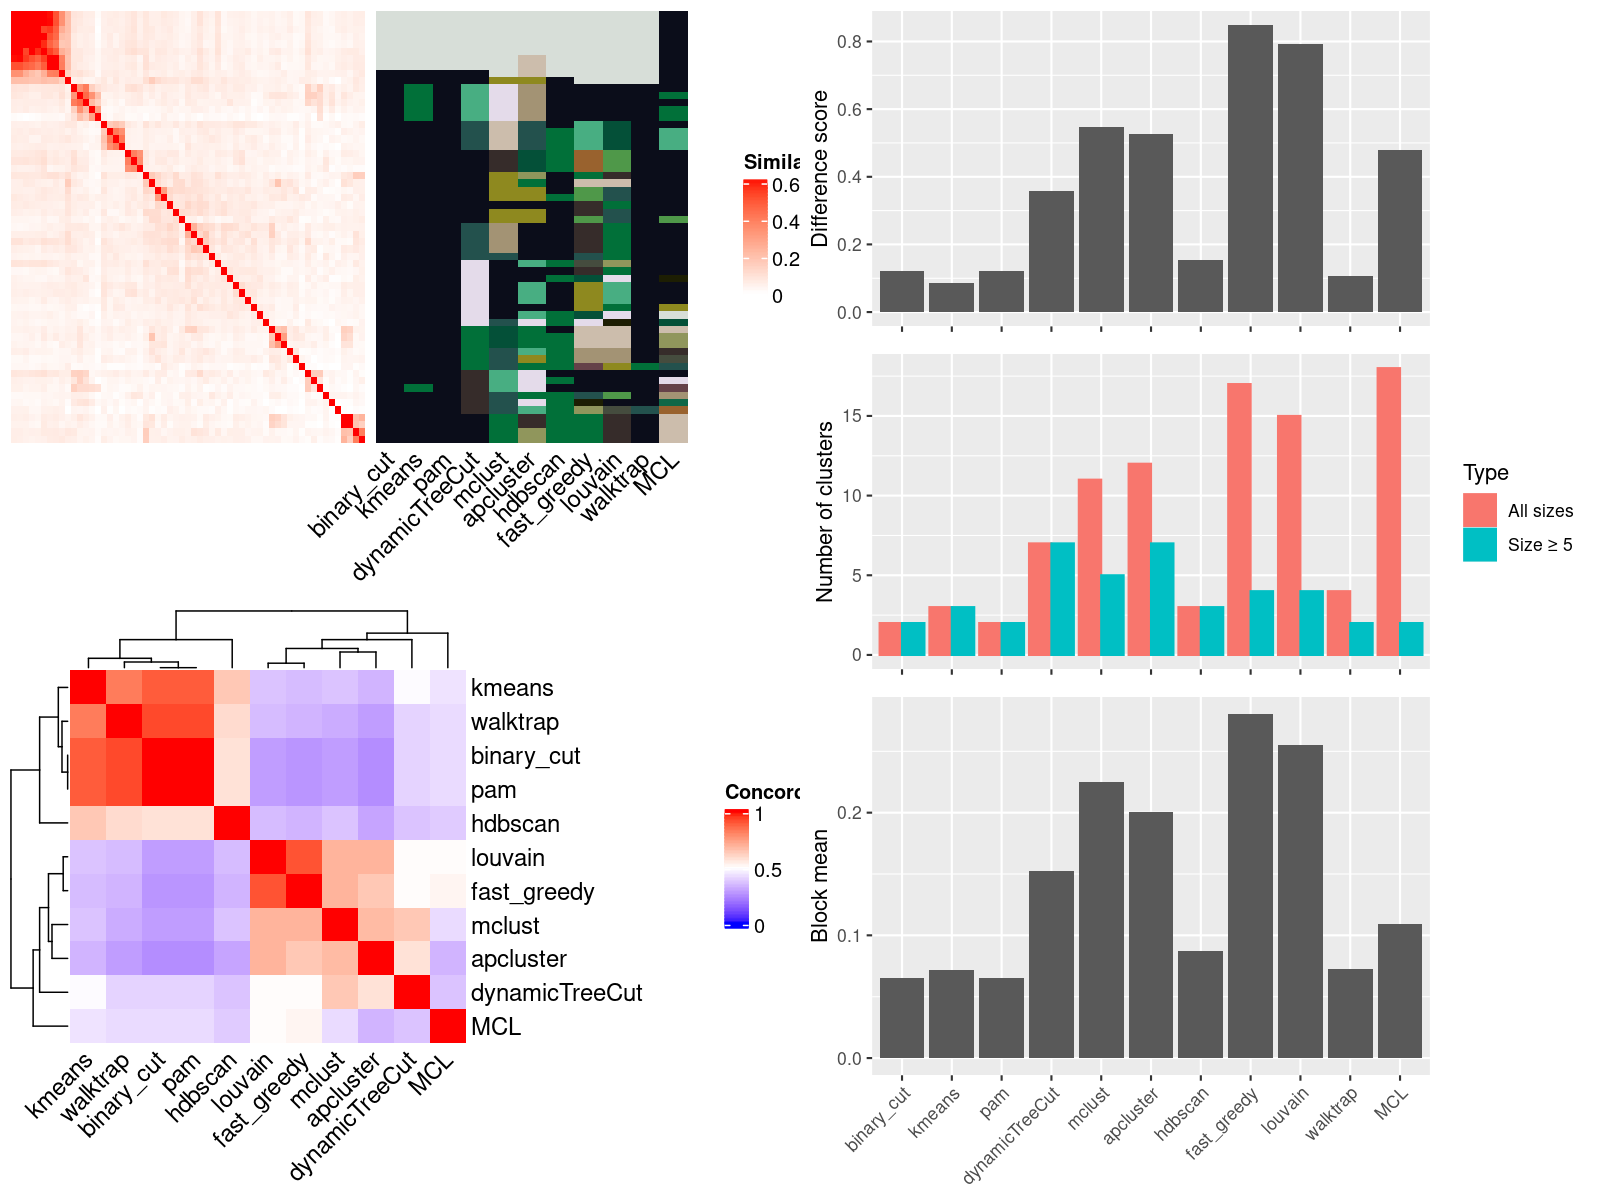 Simila
0.6
0.4
0.2
0
binary_cut
kmeans
pam
dynamicTreeCut
mclust
apcluster
hdbscan
fast_greedy
louvain
walktrap
MCL
kmeans
walktrap
binary_cut
pam
hdbscan
louvain
fast_greedy
mclust
apcluster
dynamicTreeCut
MCL
kmeans
walktrap
binary_cut
pam
hdbscan
louvain
fast_greedy
mclust
apcluster
dynamicTreeCut
MCL
Concord
1
0.5
0
Difference score
0.8
0.6
0.4
0.2
0.0
Number of clusters
15
10
5
0
Type
All sizes
Size ≥ 5
Block mean
0.2
0.1
0.0
binary_cut
kmeans
pam
dynamicTreeCut
mclust
apcluster
hdbscan
fast_greedy
louvain
walktrap
MCL